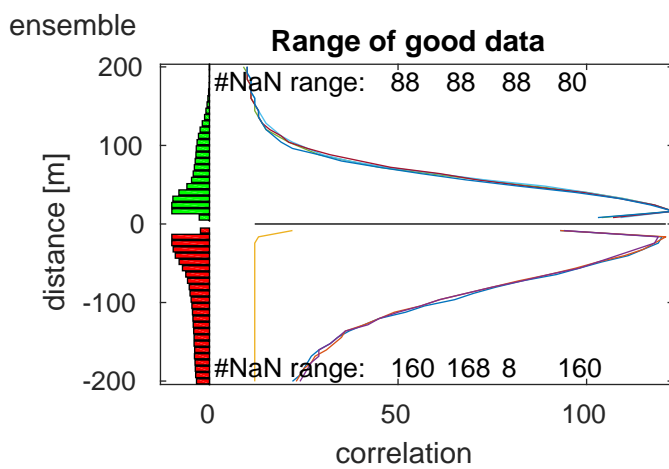 ensemble
Range of good data
200
#NaN range: 88 88 88 80
100
0
-100
-200
#NaN range: 160 168 8 160
distance [m]
0 50 100
correlation